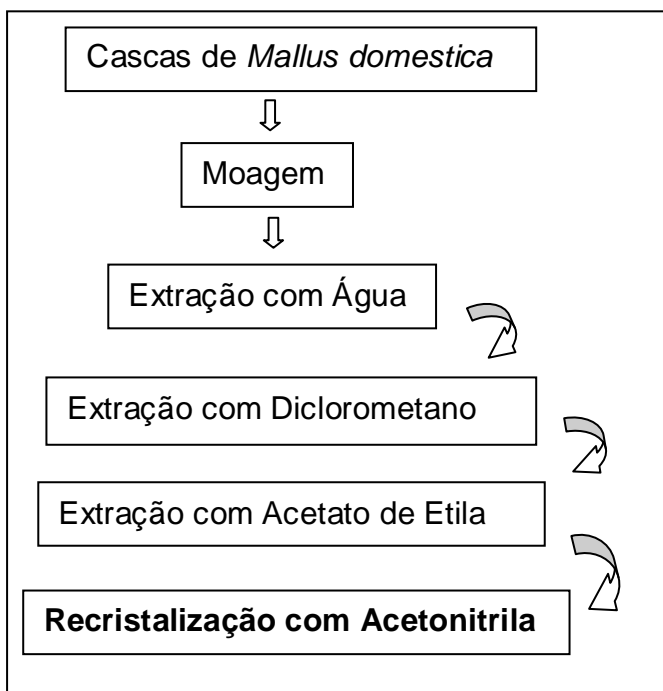 Cascas de Mallus domestica
Moagem
Extração com Água
Extração com Diclorometano
Extração com Acetato de Etila
Recristalização com Acetonitrila